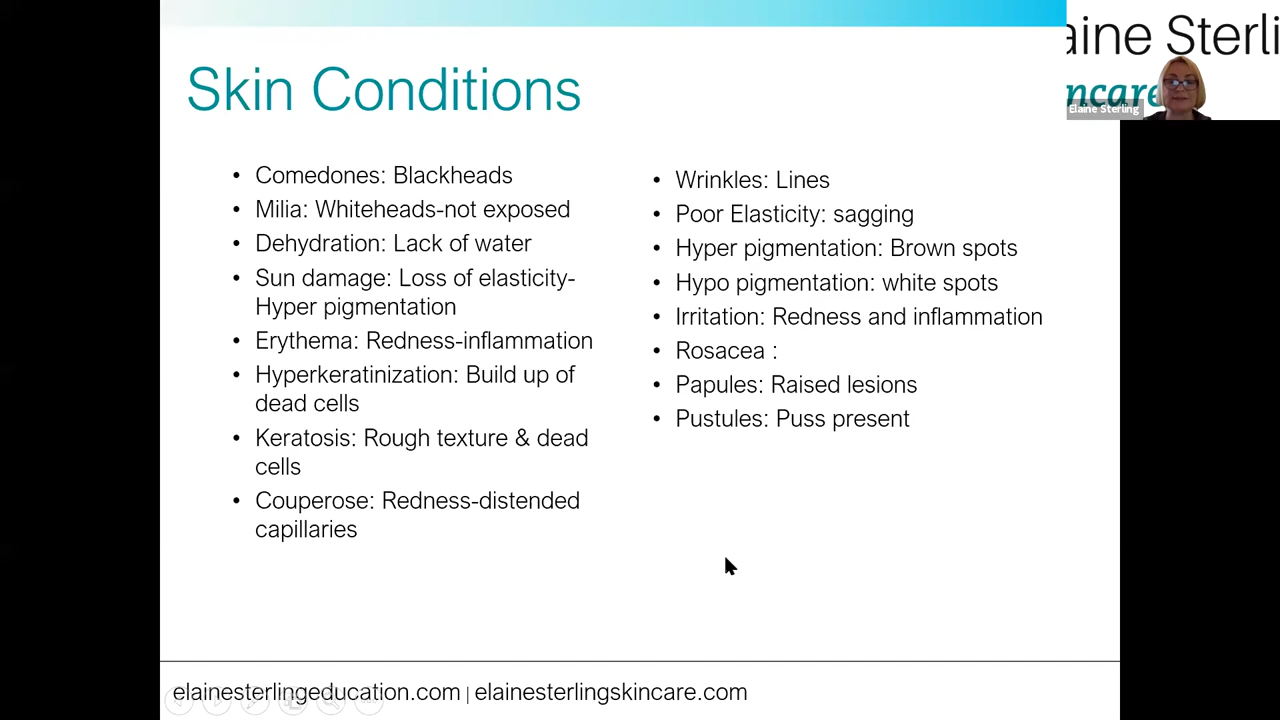 Skin Conditions
• Comedones: Blackheads
• Milia: Whiteheads-not exposed
• Dehydration: Lack of water
• Sun damage: Loss of elasticity-
Hyper pigmentation
• Erythema: Redness-inflammation
• Hyperkeratinization: Build up of
dead cells
• Keratosis: Rough texture & dead
cells
• Couperose: Redness-distended
capillaries
• Wrinkles: Lines
• Poor Elasticity: sagging
• Hyper pigmentation: Brown spots
• Hypo pigmentation: white spots
• Irritation: Redness and inflammation
• Rosacea :
• Papules: Raised lesions
• Pustules: Puss present
aine Sterli
ncare
Elaine Sterling
elainesterlingeducation.com | elainesterlingskincare.com